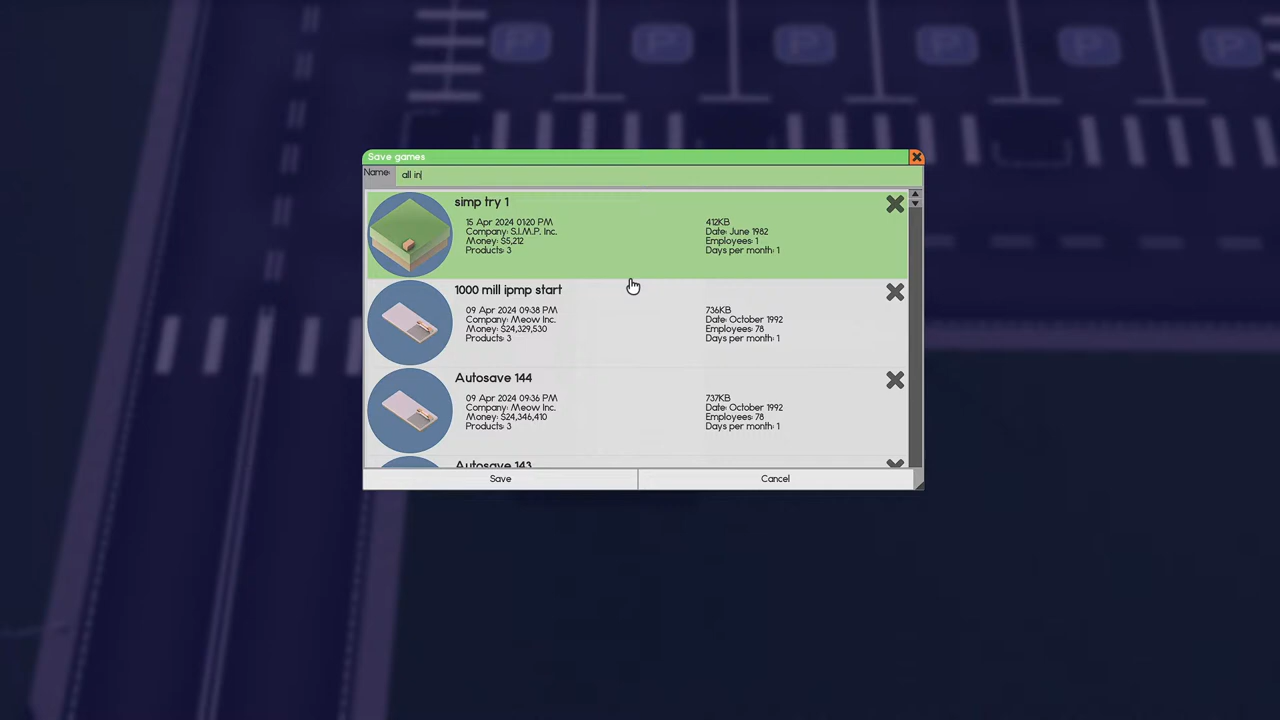 P P P P P P
Save games
Name: all in
simp try 1
15 Apr 2024 01:20 PM 412KB
Company: S.I.M.P. Inc. Date: June 1982
Money: $5,212 Employees: 1
Products: 3 Days per month: 1
1000 mill ipmp start
09 Apr 2024 09:38 PM 736KB
Company: Meow Inc. Date: October 1992
Money: $24,329,530 Employees: 78
Products: 3 Days per month: 1
Autosave 144
09 Apr 2024 09:36 PM 737KB
Company: Meow Inc. Date: October 1992
Money: $24,346,410 Employees: 78
Products: 3 Days per month: 1
Autosave 143
Save Cancel